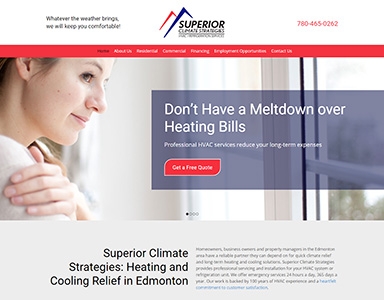 Whatever the weather brings,
we will keep you comfortable!
SUPERIOR
CLIMATE STRATEGIES
HVAC / REFRIGERATION SERVICES
780-465-0262
Home About Us Residential Commercial Financing Employment Opportunities Contact Us
Don't Have a Meltdown over
Heating Bills
Professional HVAC services reduce your long-term expenses
Get a Free Quote
Superior Climate
Strategies: Heating and
Cooling Relief in Edmonton
Homeowners, business owners and property managers in the Edmonton
area have a reliable partner they can depend on for quick climate relief
and long-term heating and cooling solutions. Superior Climate Strategies
provides professional servicing and installation for your HVAC system or
refrigeration unit. We offer emergency services 24 hours a day, 365 days
a year. Our work is backed by 100 years of HVAC experience and a heartfelt
commitment to customer satisfaction.